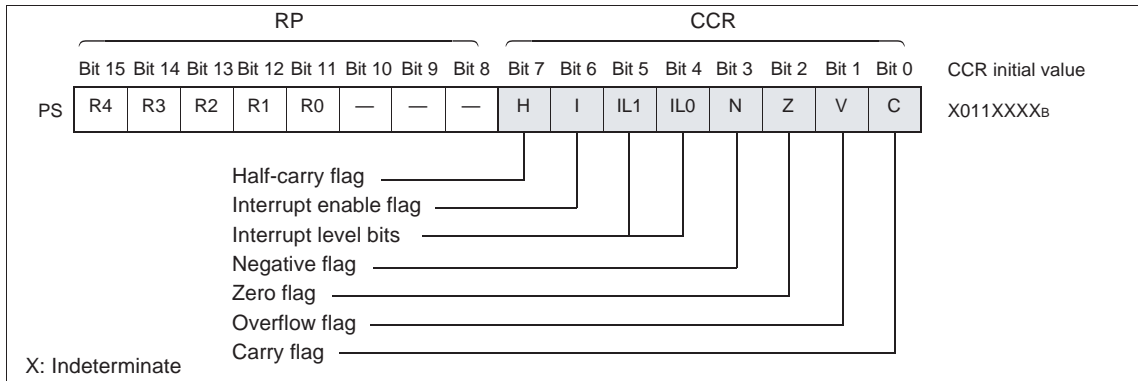 RP CCR
Bit 15 Bit 14 Bit 13 Bit 12 Bit 11 Bit 10 Bit 9 Bit 8 Bit 7 Bit 6 Bit 5 Bit 4 Bit 3 Bit 2 Bit 1 Bit 0 CCR initial value
PS R4 R3 R2 R1 R0 — — — H I IL1 IL0 N Z V C X011XXXXB
Half-carry flag
Interrupt enable flag
Interrupt level bits
Negative flag
Zero flag
Overflow flag
Carry flag
X: Indeterminate